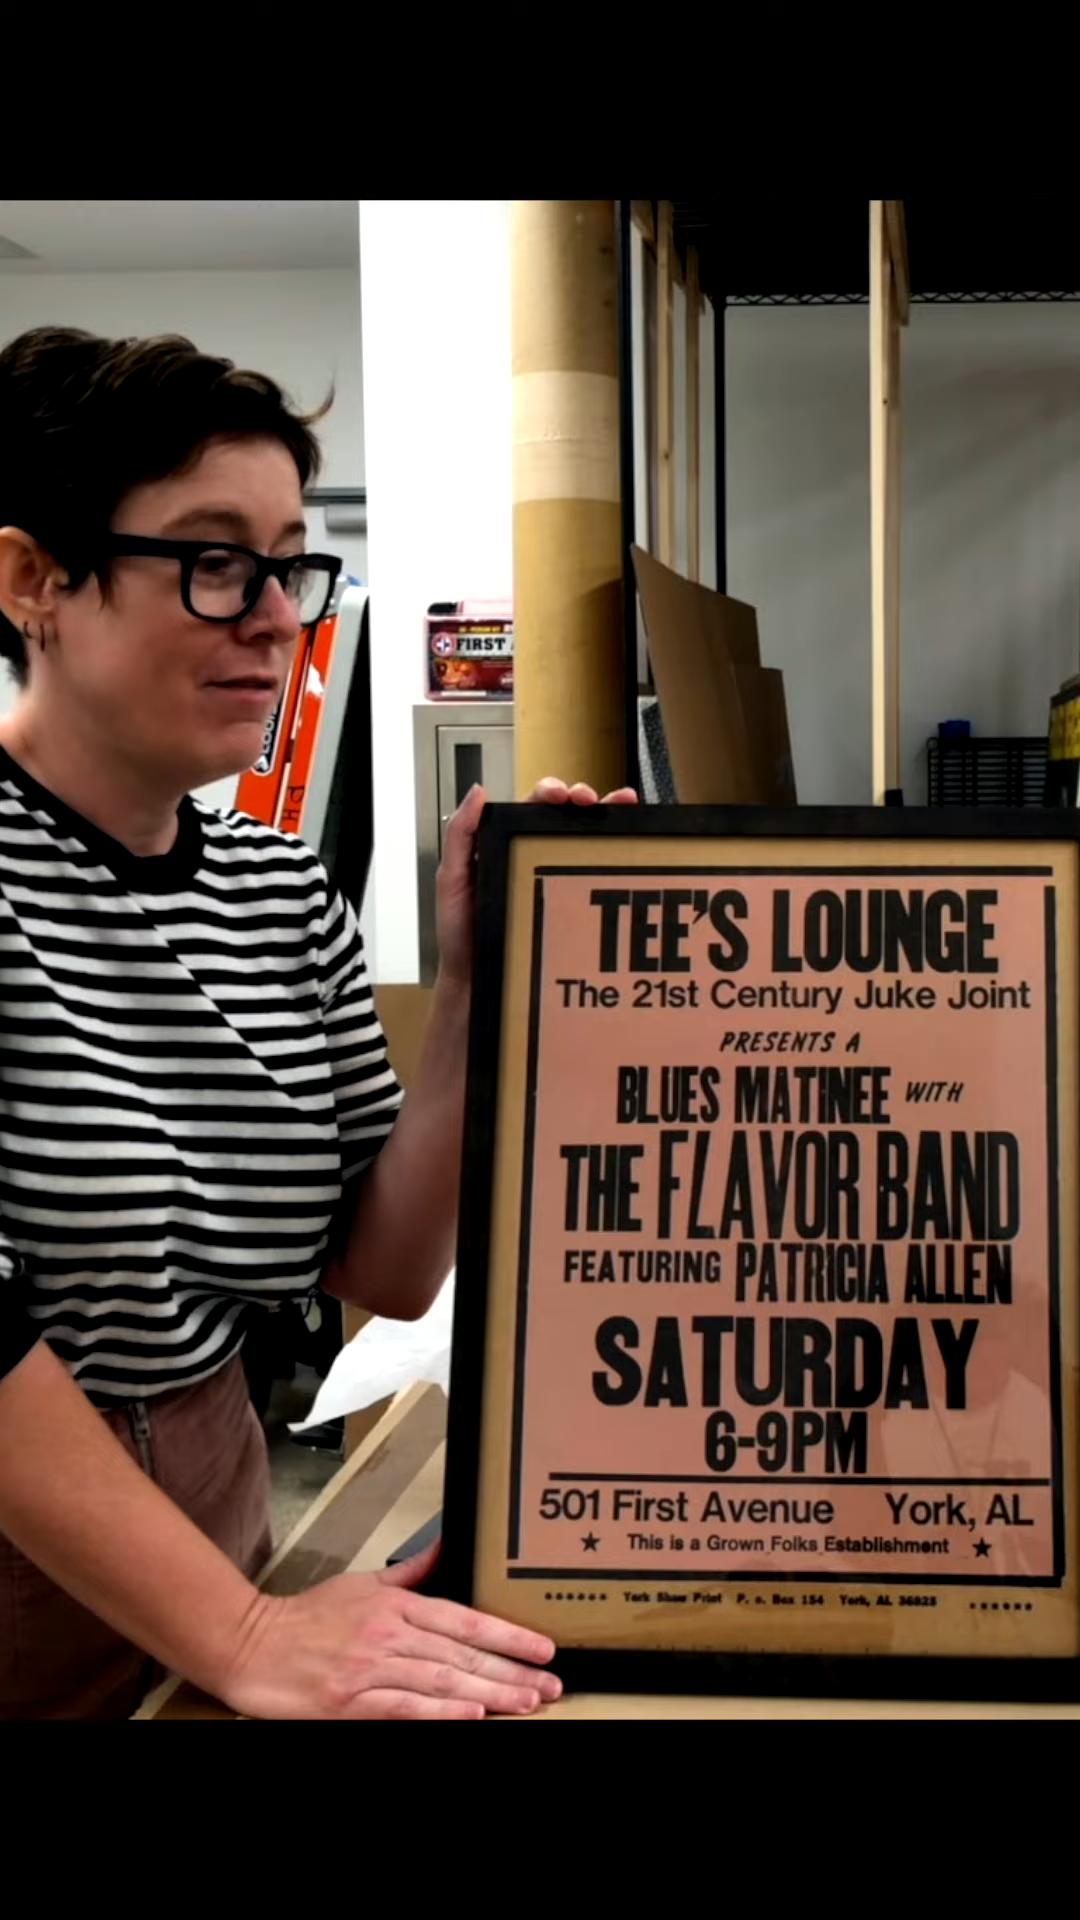 FIRST
TEE'S LOUNGE
The 21st Century Juke Joint
PRESENTS A
BLUES MATINEE WITH
THE FLAVOR BAND
FEATURING PATRICIA ALLEN
SATURDAY
6-9PM
501 First Avenue York, AL
★ This is a Grown Folks Establishment ★
York Show Print P. o. Box 154 York, AL 36925